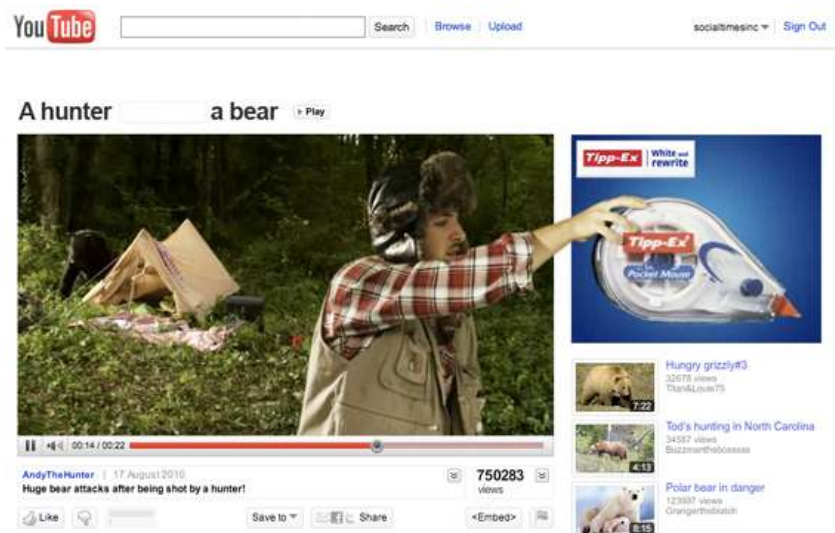 You Tube
Search Browse Upload socialtimesinc Sign Out
A hunter a bear Play
Tipp-Ex White and rewrite
Tipp-Ex
Pocket Mouse
00:14 / 00:22
AndyTheHunter | 17 August 2010
Huge bear attacks after being shot by a hunter!
750283
views
Like Save to Share <Embed>
Hungry grizzly#3
32678 views
Titan&Louie75
7:22
Tod's hunting in North Carolina
34587 views
4:13
Polar bear in danger
123997 views
8:15